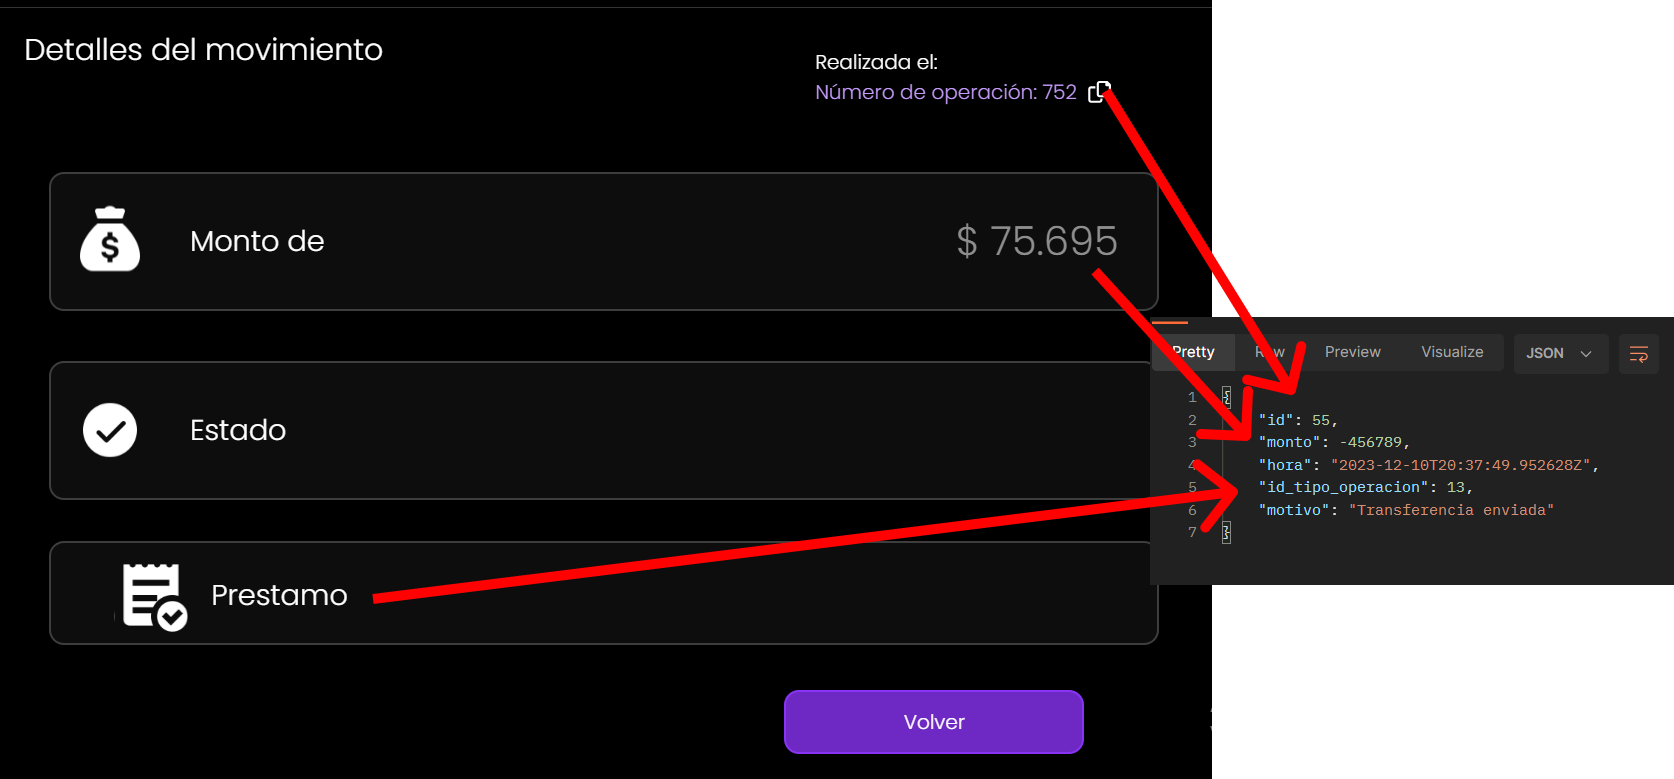 Detalles del movimiento
Realizada el:
Número de operación: 752
$
Monto de
$ 75.695
Estado
Prestamo
Volver
Pretty
Preview
Visualize
JSON
1 {
2 "id": 55,
3 "monto": -456789,
4 "hora": "2023-12-10T20:37:49.952628Z",
5 "id_tipo_operacion": 13,
6 "motivo": "Transferencia enviada"
7 }